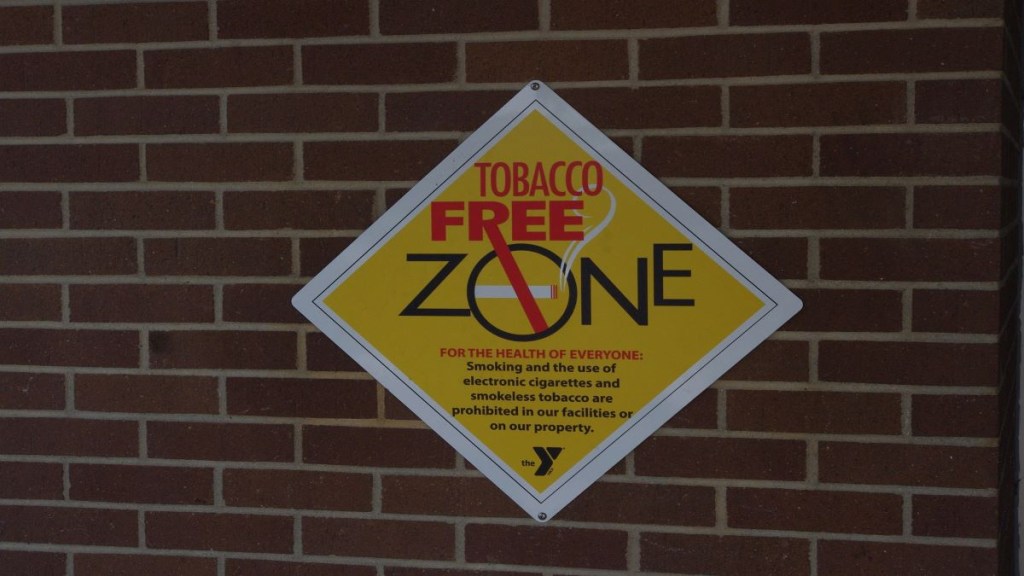 TOBACCO
FREE
ZONE
FOR THE HEALTH OF EVERYONE:
Smoking and the use of
electronic cigarettes and
smokeless tobacco are
prohibited in our facilities or
on our property.
the Y